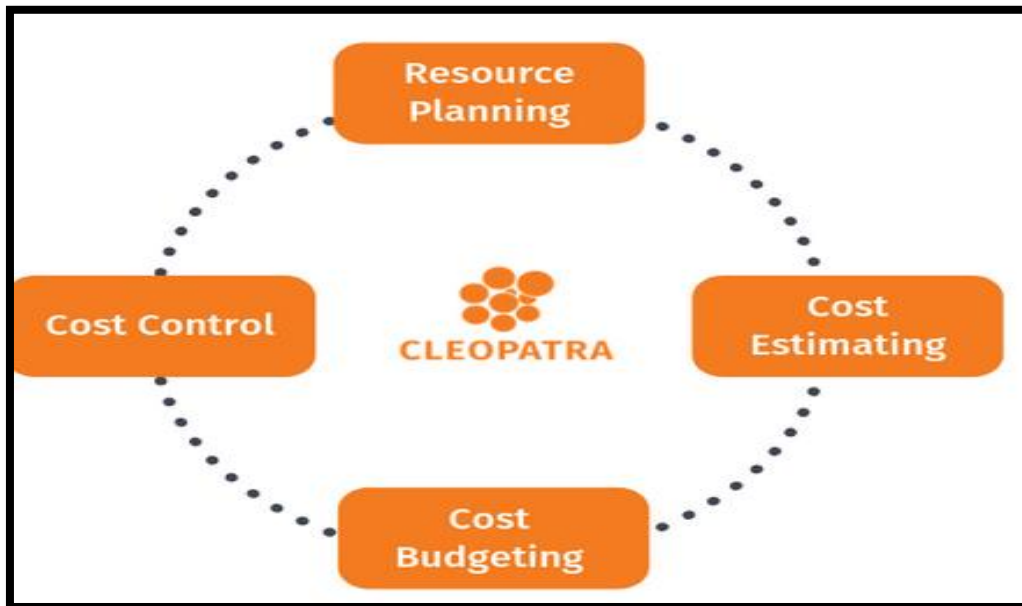 Resource
Planning
Cost Control
CLEOPATRA
Cost
Estimating
Cost
Budgeting